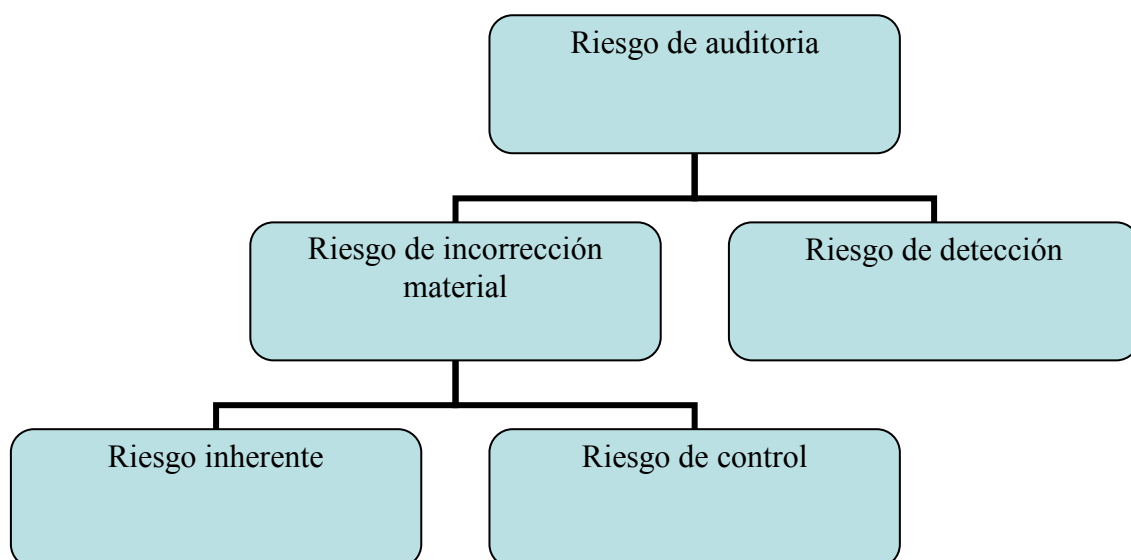 Riesgo de auditoria
Riesgo de incorrección
material
Riesgo de detección
Riesgo inherente
Riesgo de control